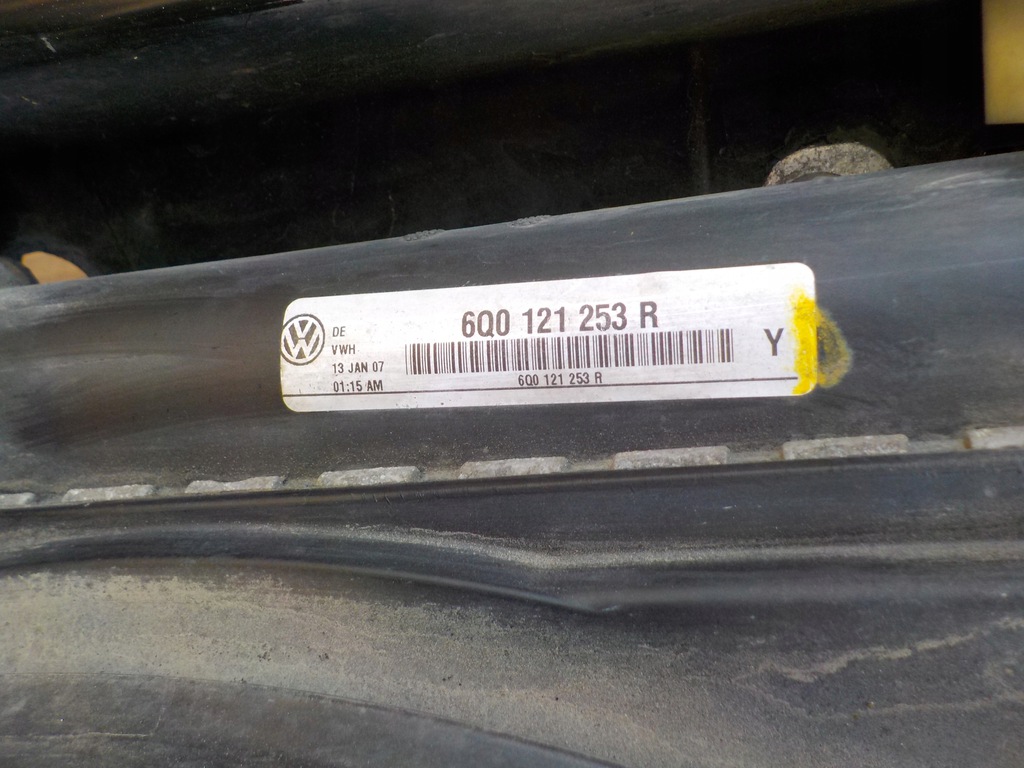 DE
VWH
13 JAN 07
01:15 AM
6Q0 121 253 R
6Q0 121 253 R
Y